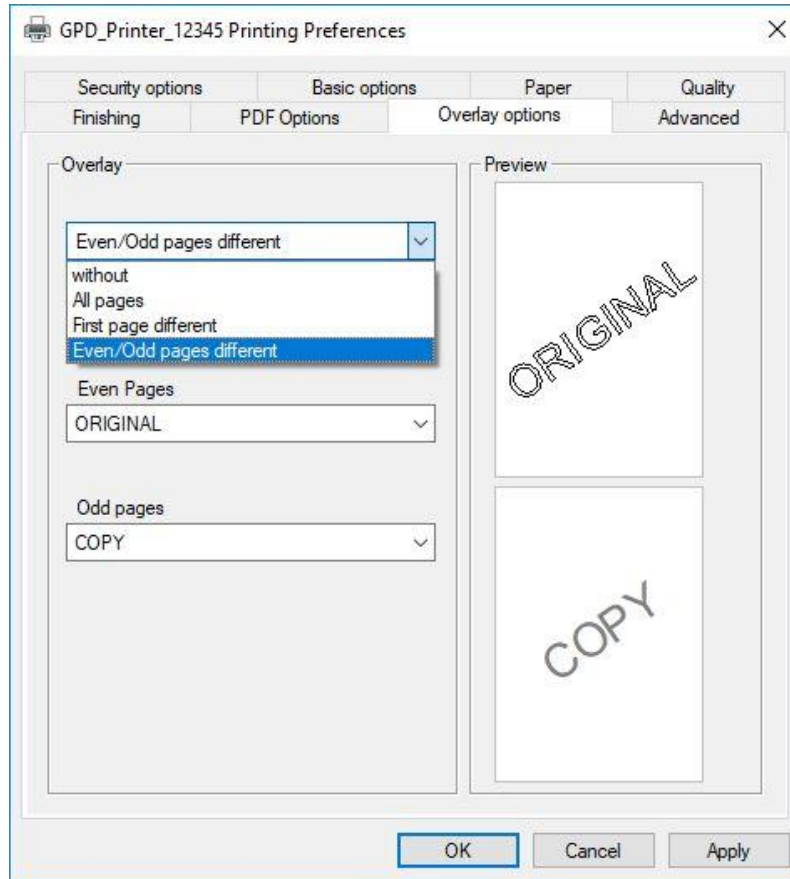 GPD_Printer_12345 Printing Preferences
Security options Basic options Paper Quality
Finishing PDF Options Overlay options Advanced
Overlay
Even/Odd pages different
without
All pages
First page different
Even/Odd pages different
Even Pages
ORIGINAL
Odd pages
COPY
Preview
ORIGINAL
COPY
OK Cancel Apply